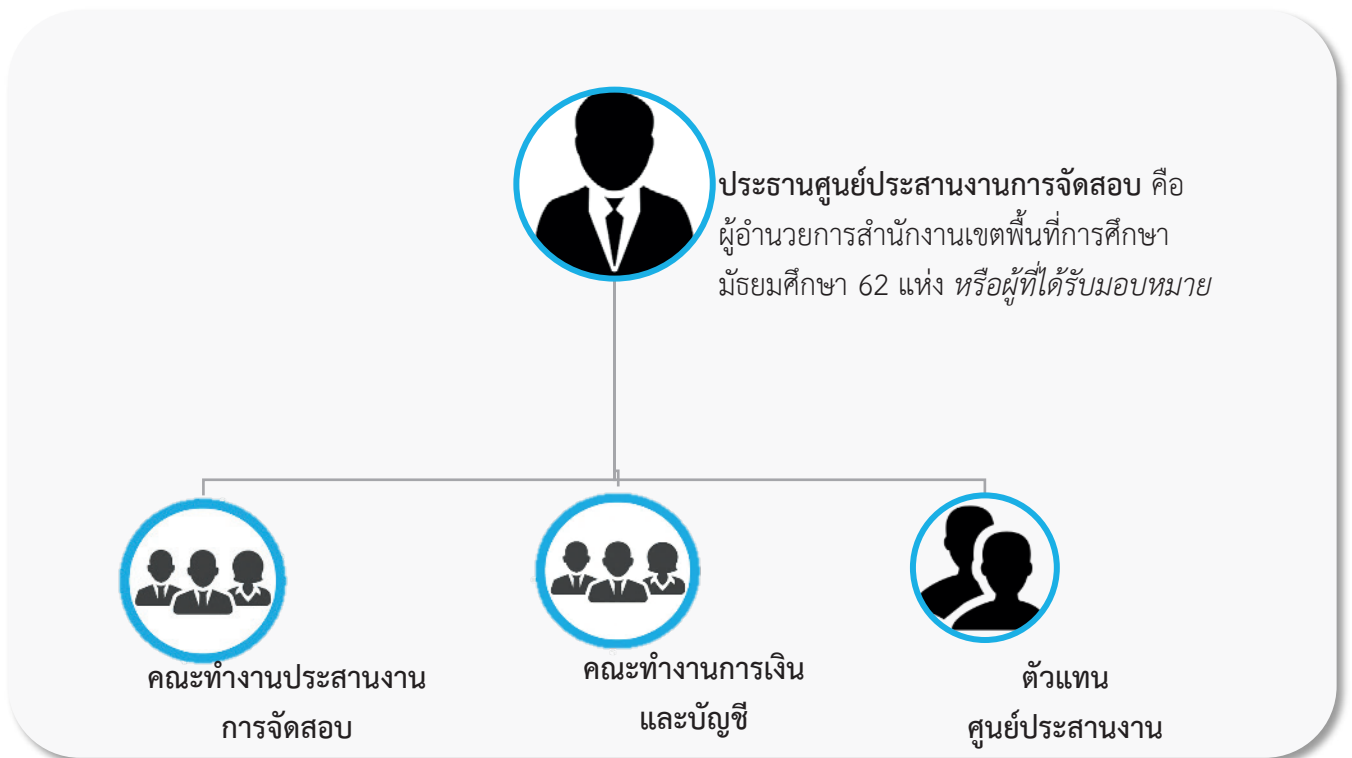 ประธานศูนย์ประสานงานการจัดสอบ คือ
ผู้อำนวยการสำนักงานเขตพื้นที่การศึกษา
มัธยมศึกษา 62 แห่ง หรือผู้ที่ได้รับมอบหมาย
คณะทำงานประสานงาน
การจัดสอบ
คณะทำงานการเงิน
และบัญชี
ตัวแทน
ศูนย์ประสานงาน